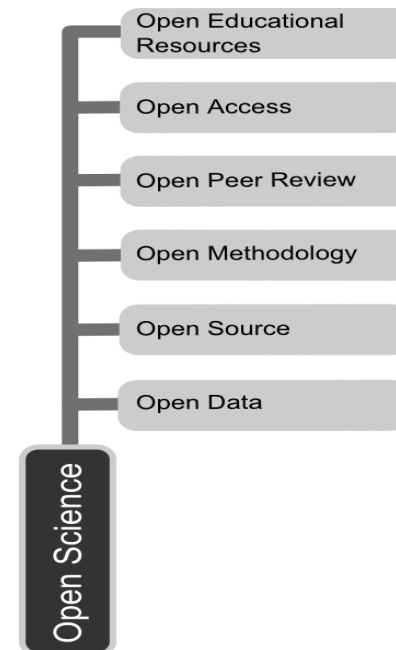 Open Educational
Resources
Open Access
Open Peer Review
Open Methodology
Open Source
Open Data
Open Science